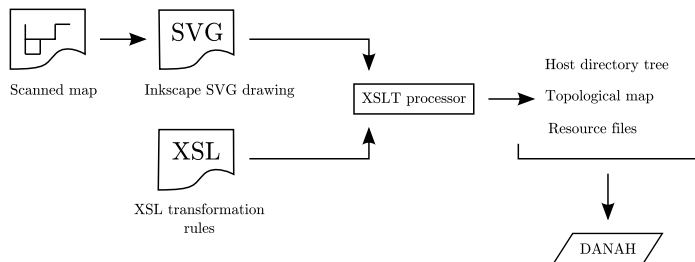 SVG
Scanned map
Inkscape SVG drawing
XSLT processor
Host directory tree
Topological map
Resource files
XSL
XSL transformation
rules
DANAH